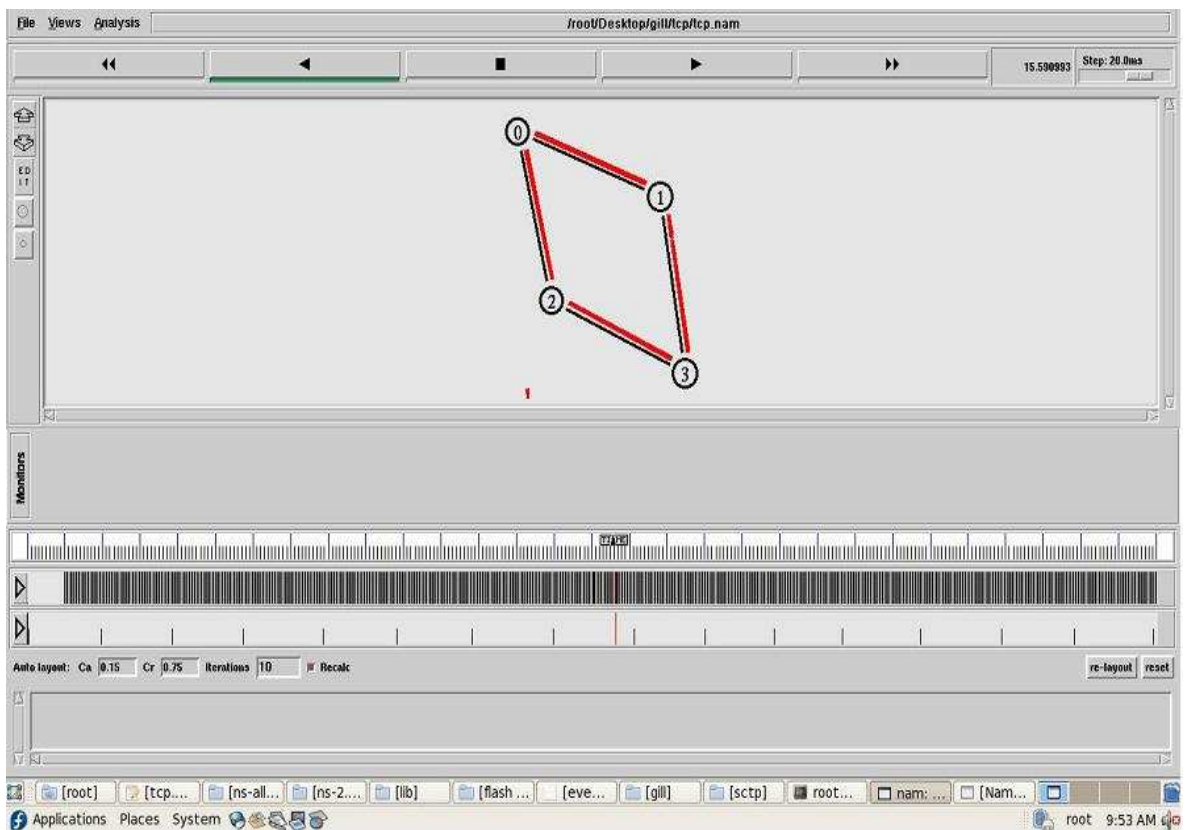 File Views Analysis /root/Desktop/gill/tcp/tcp.nam
15.590993 Step: 20.0ms
E D
I T
0
1
2
3
Monitors
TIME
Auto layout: Ca 0.15 Cr 0.75 Iterations 10 Recalc re-layout reset
[root] [tcp.... [ns-all... [ns-2.... [lib] [flash ... [eve... [gill] [sctp] root... nam: ... [Nam...
Applications Places System root 9:53 AM